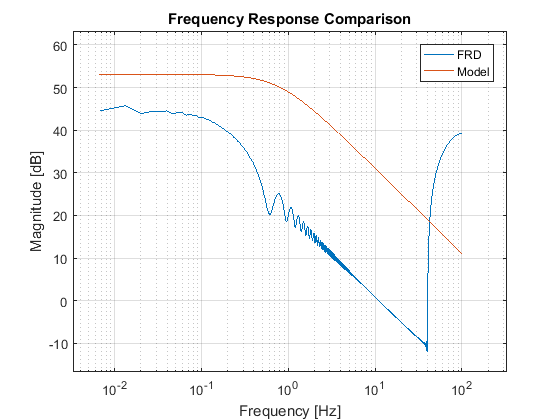 Frequency Response Comparison
FRD
Model
Magnitude [dB]
60
50
40
30
20
10
0
-10
10^-2
10^-1
10^0
10^1
10^2
Frequency [Hz]